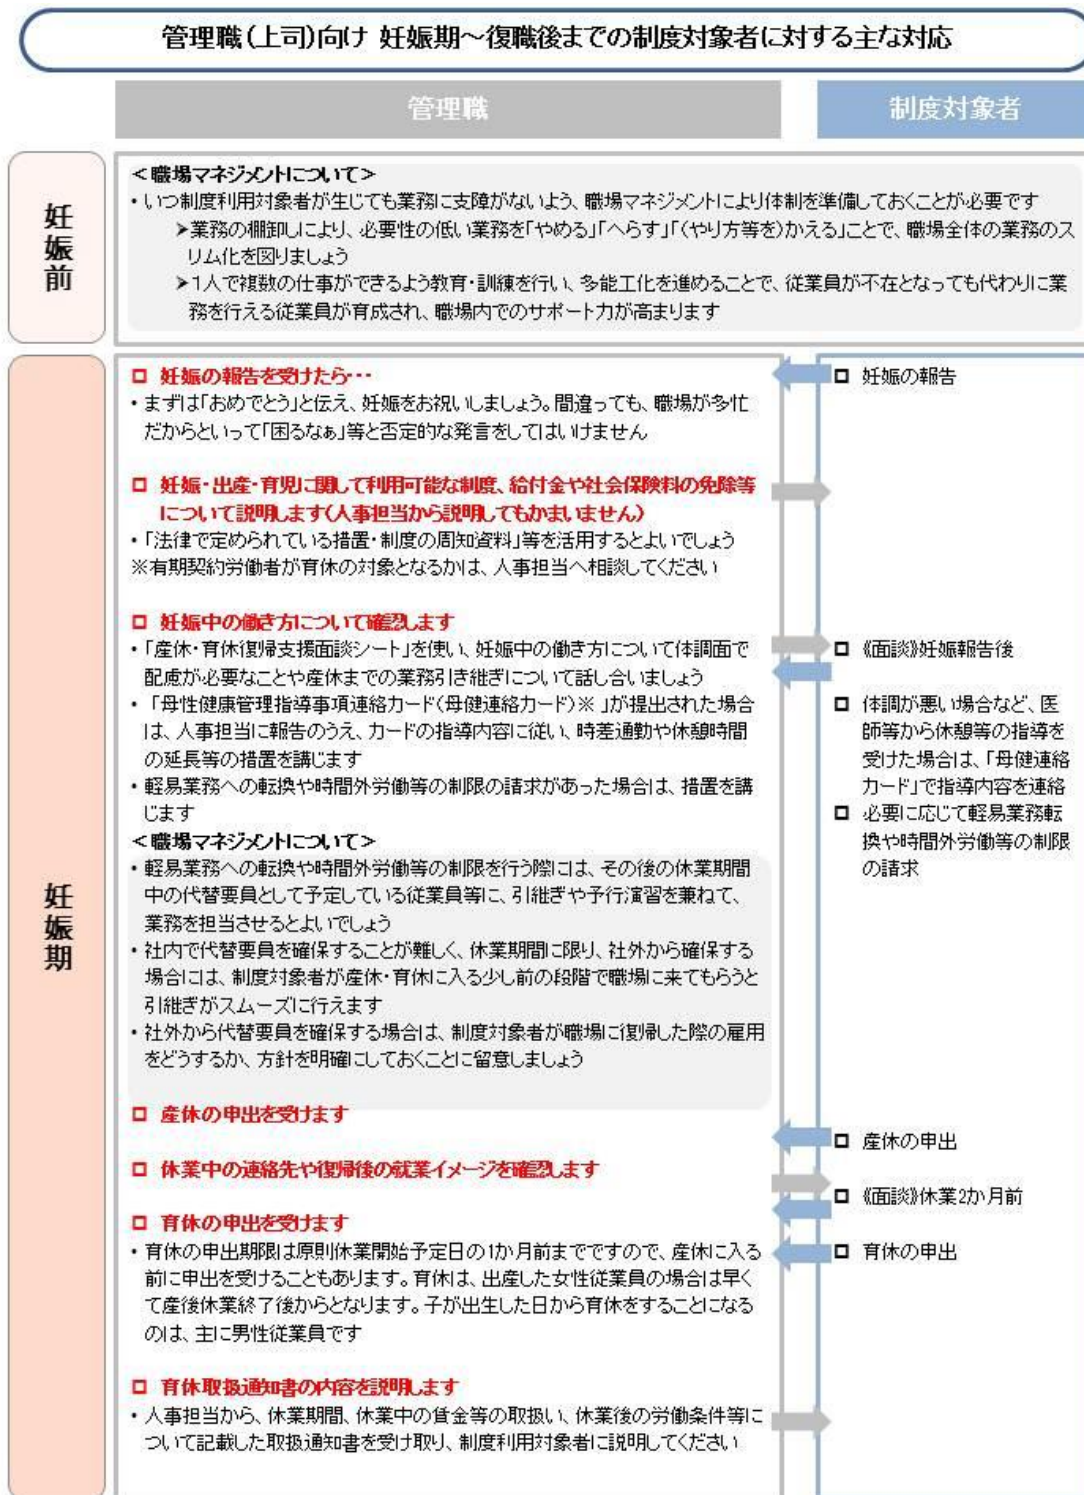 管理職(上司)向け 妊娠期～復職後までの制度対象者に対する主な対応
管理職
制度対象者
妊娠前
<職場マネジメントについて>
・いつ制度利用対象者が生じても業務に支障がないよう、職場マネジメントにより体制を準備しておくことが必要です
➤業務の棚卸しにより、必要性の低い業務を「やめる」「へらす」「(やり方等を)かえる」ことで、職場全体の業務のス
リム化を図りましょう
➤1人で複数の仕事ができるよう教育・訓練を行い、多能工化を進めることで、従業員が不在となっても代わりに業
務を行える従業員が育成され、職場内でのサポート力が高まります
妊娠期
□ 妊娠の報告を受けたら…
・まずは「おめでとう」と伝え、妊娠をお祝いしましょう。間違っても、職場が多忙
だからといって「困るなぁ」等と否定的な発言をしてはいけません
□ 妊娠・出産・育児に関して利用可能な制度、給付金や社会保険料の免除等
について説明します(人事担当から説明してもかまいません)
・「法律で定められている措置・制度の周知資料」等を活用するとよいでしょう
※有期契約労働者が育休の対象となるかは、人事担当へ相談してください
□ 妊娠中の働き方について確認します
・「産休・育休復帰支援面談シート」を使い、妊娠中の働き方について体調面で
配慮が必要なことや産休までの業務引き継ぎについて話し合いましょう
・「母性健康管理指導事項連絡カード(母健連絡カード)※ 」が提出された場合
は、人事担当に報告のうえ、カードの指導内容に従い、時差通勤や休憩時間
の延長等の措置を講じます
・軽易業務への転換や時間外労働等の制限の請求があった場合は、措置を講
じます
<職場マネジメントについて>
・軽易業務への転換や時間外労働等の制限を行う際には、その後の休業期間
中の代替要員として予定している従業員等に、引継ぎや予行演習を兼ねて、
業務を担当させるとよいでしょう
・社内で代替要員を確保することが難しく、休業期間に限り、社外から確保する
場合には、制度対象者が産休・育休に入る少し前の段階で職場に来てもらうと
引継ぎがスムーズに行えます
・社外から代替要員を確保する場合は、制度対象者が職場に復帰した際の雇用
をどうするか、方針を明確にしておくことに留意しましょう
□ 産休の申出を受けます
□ 休業中の連絡先や復帰後の就業イメージを確認します
□ 育休の申出を受けます
・育休の申出期限は原則休業開始予定日の1か月前までですので、産休に入る
前に申出を受けることもあります。育休は、出産した女性従業員の場合は早く
て産後休業終了後からとなります。子が出生した日から育休をすることになる
のは、主に男性従業員です
□ 育休取扱通知書の内容を説明します
・人事担当から、休業期間、休業中の賃金等の取扱い、休業後の労働条件等に
ついて記載した取扱通知書を受け取り、制度利用対象者に説明してください
□ 妊娠の報告
□ 《面談》妊娠報告後
□ 体調が悪い場合など、医
師等から休憩等の指導を
受けた場合は、「母健連絡
カード」で指導内容を連絡
□ 必要に応じて軽易業務転
換や時間外労働等の制限
の請求
□ 産休の申出
□ 《面談》休業2か月前
□ 育休の申出